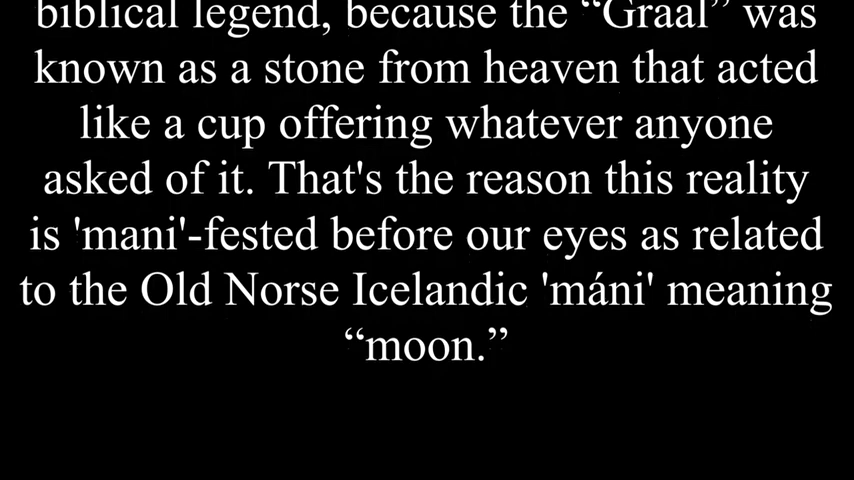 biblical legend, because the “Graal” was
known as a stone from heaven that acted
like a cup offering whatever anyone
asked of it. That's the reason this reality
is 'mani'-fested before our eyes as related
to the Old Norse Icelandic 'máni' meaning
“moon.”